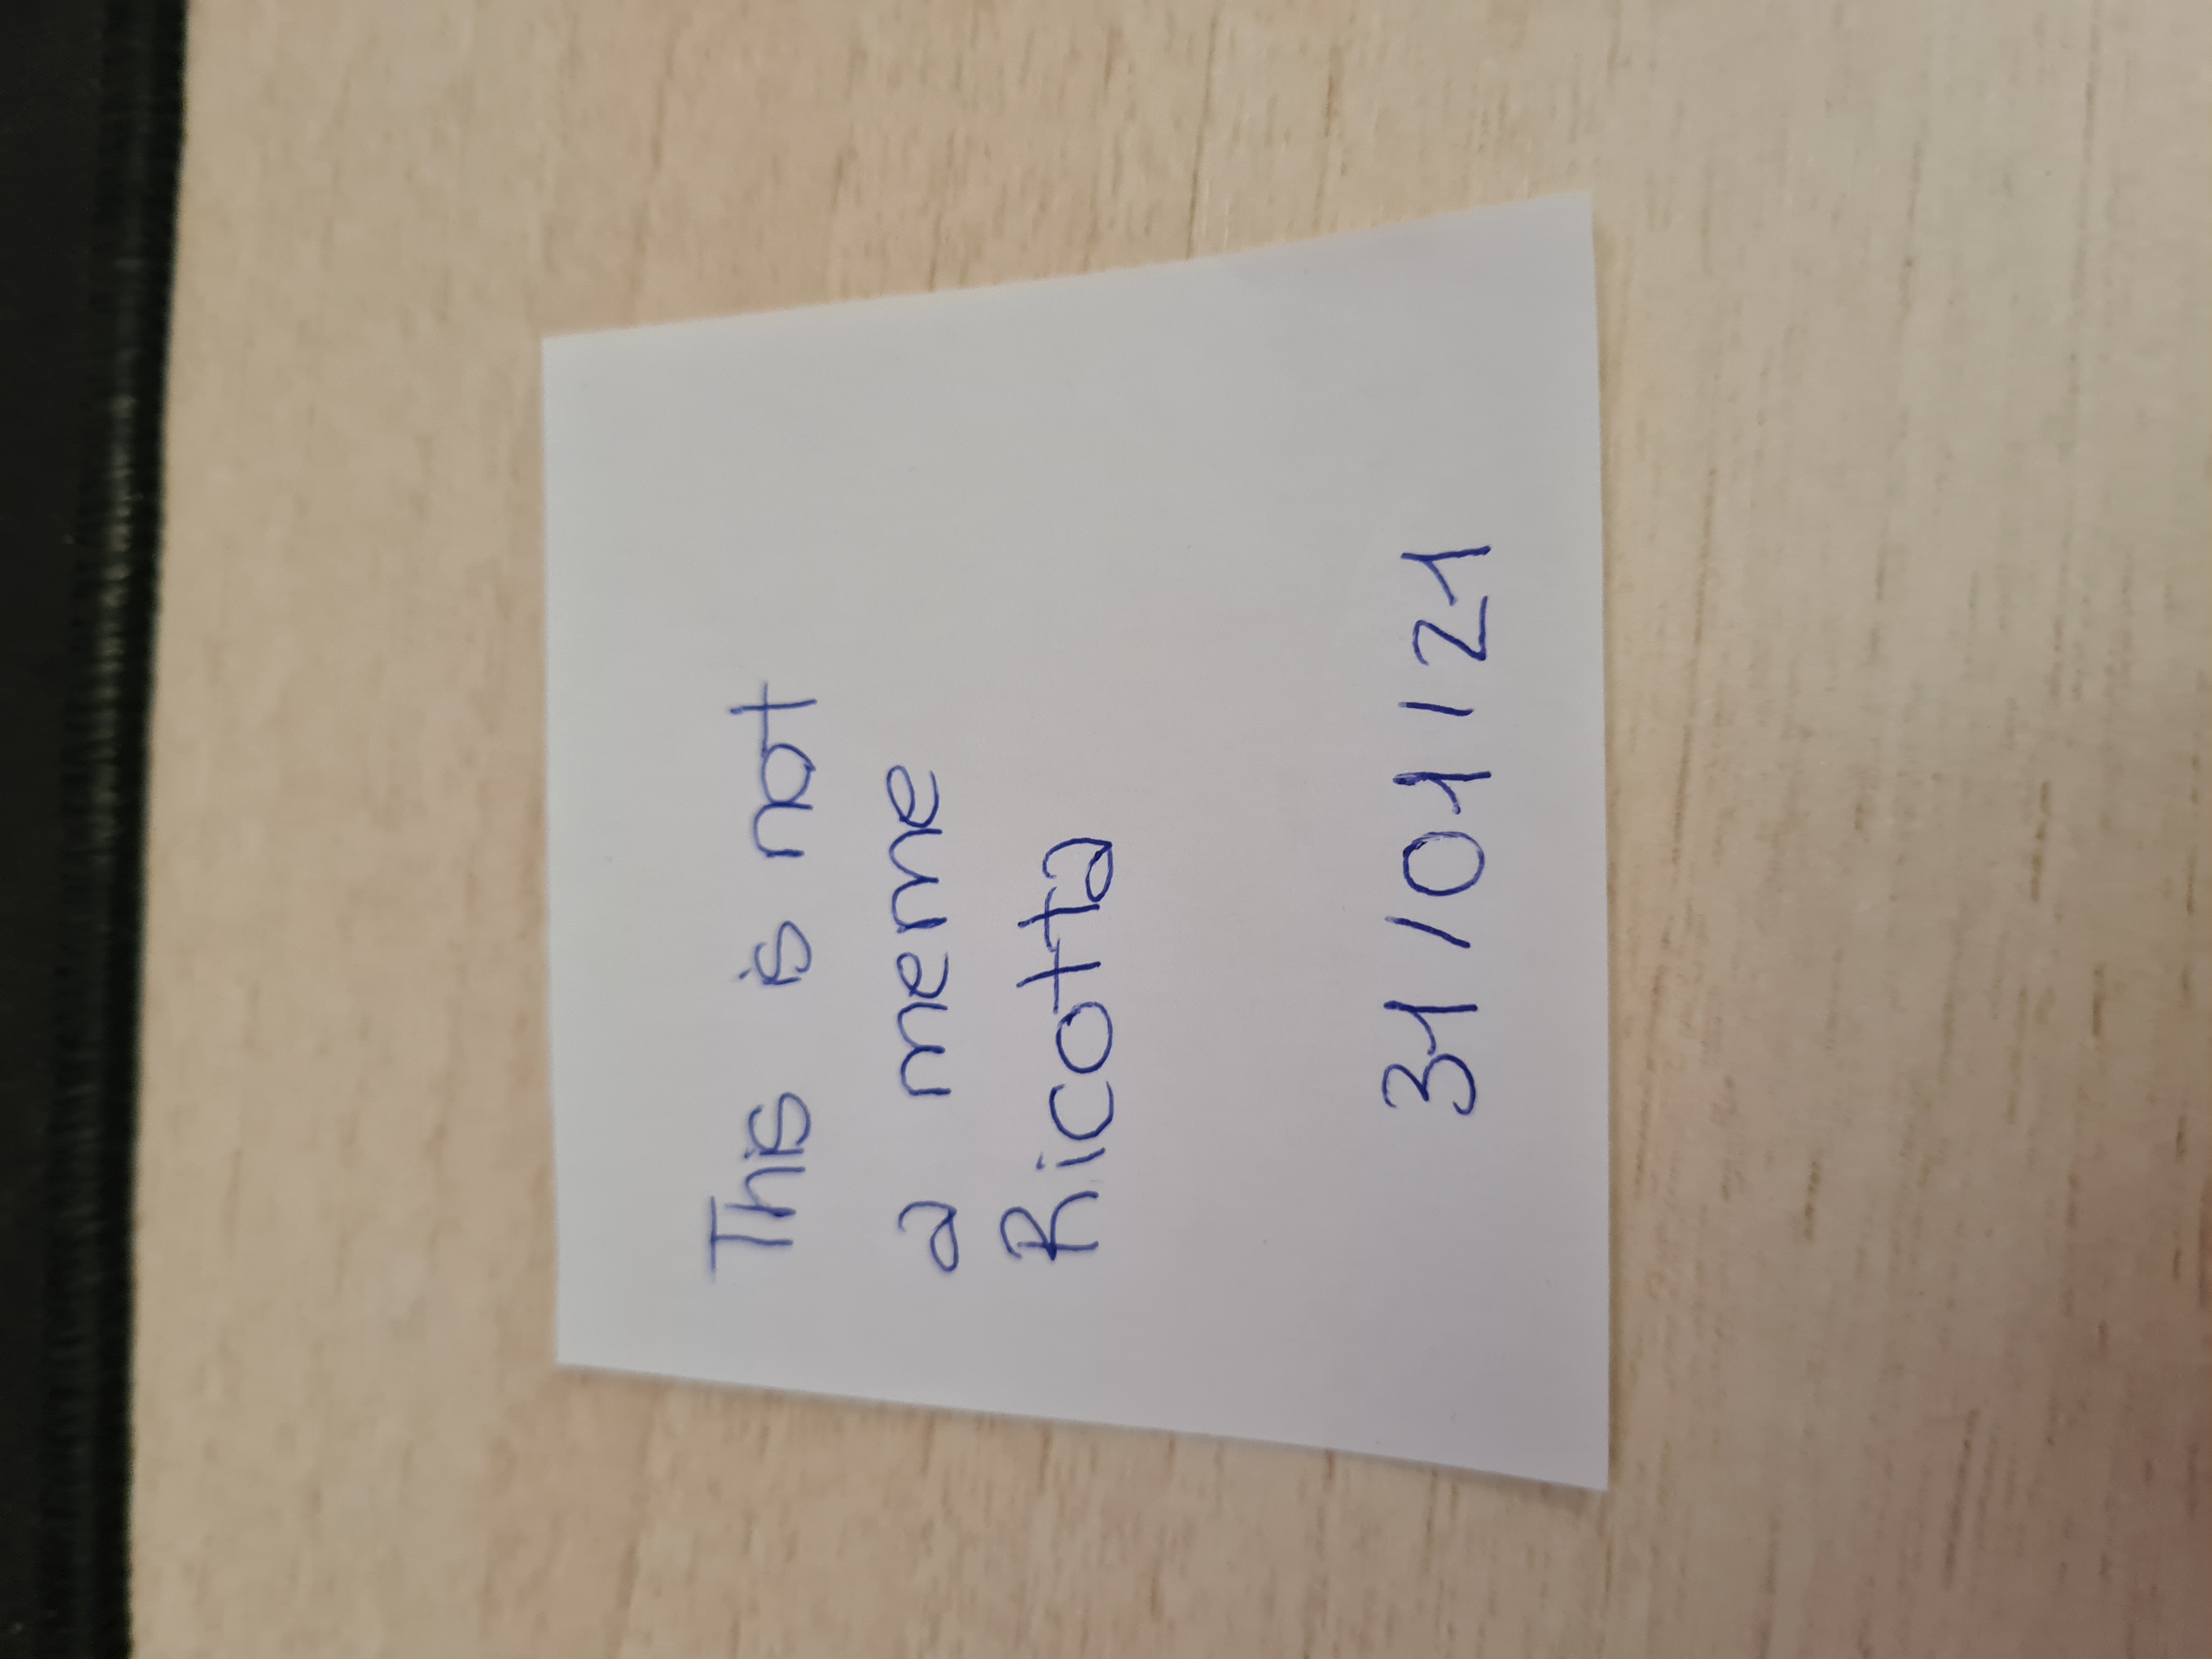 This is not
a meme
Ricotta
31/01/21